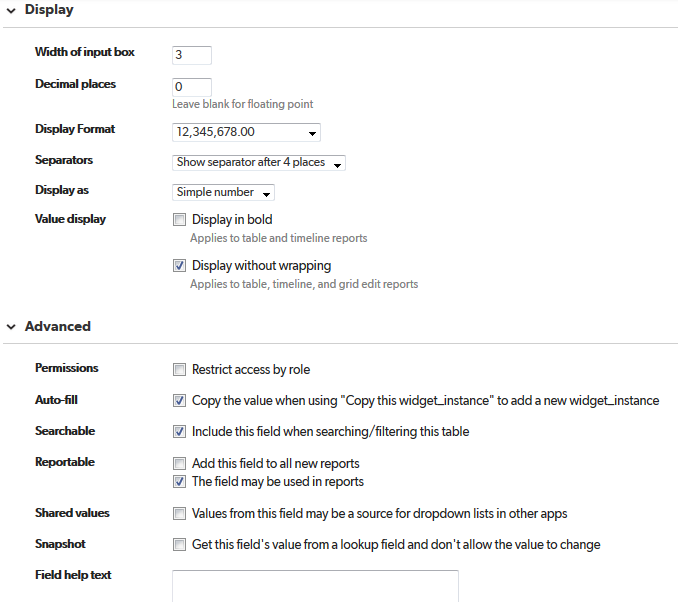 Display
Width of input box 3
Decimal places 0
Leave blank for floating point
Display Format 12,345,678.00
Separators Show separator after 4 places
Display as Simple number
Value display Display in bold
Applies to table and timeline reports
Display without wrapping
Applies to table, timeline, and grid edit reports
Advanced
Permissions Restrict access by role
Auto-fill Copy the value when using "Copy this widget_instance" to add a new widget_instance
Searchable Include this field when searching/filtering this table
Reportable Add this field to all new reports
The field may be used in reports
Shared values Values from this field may be a source for dropdown lists in other apps
Snapshot Get this field's value from a lookup field and don't allow the value to change
Field help text